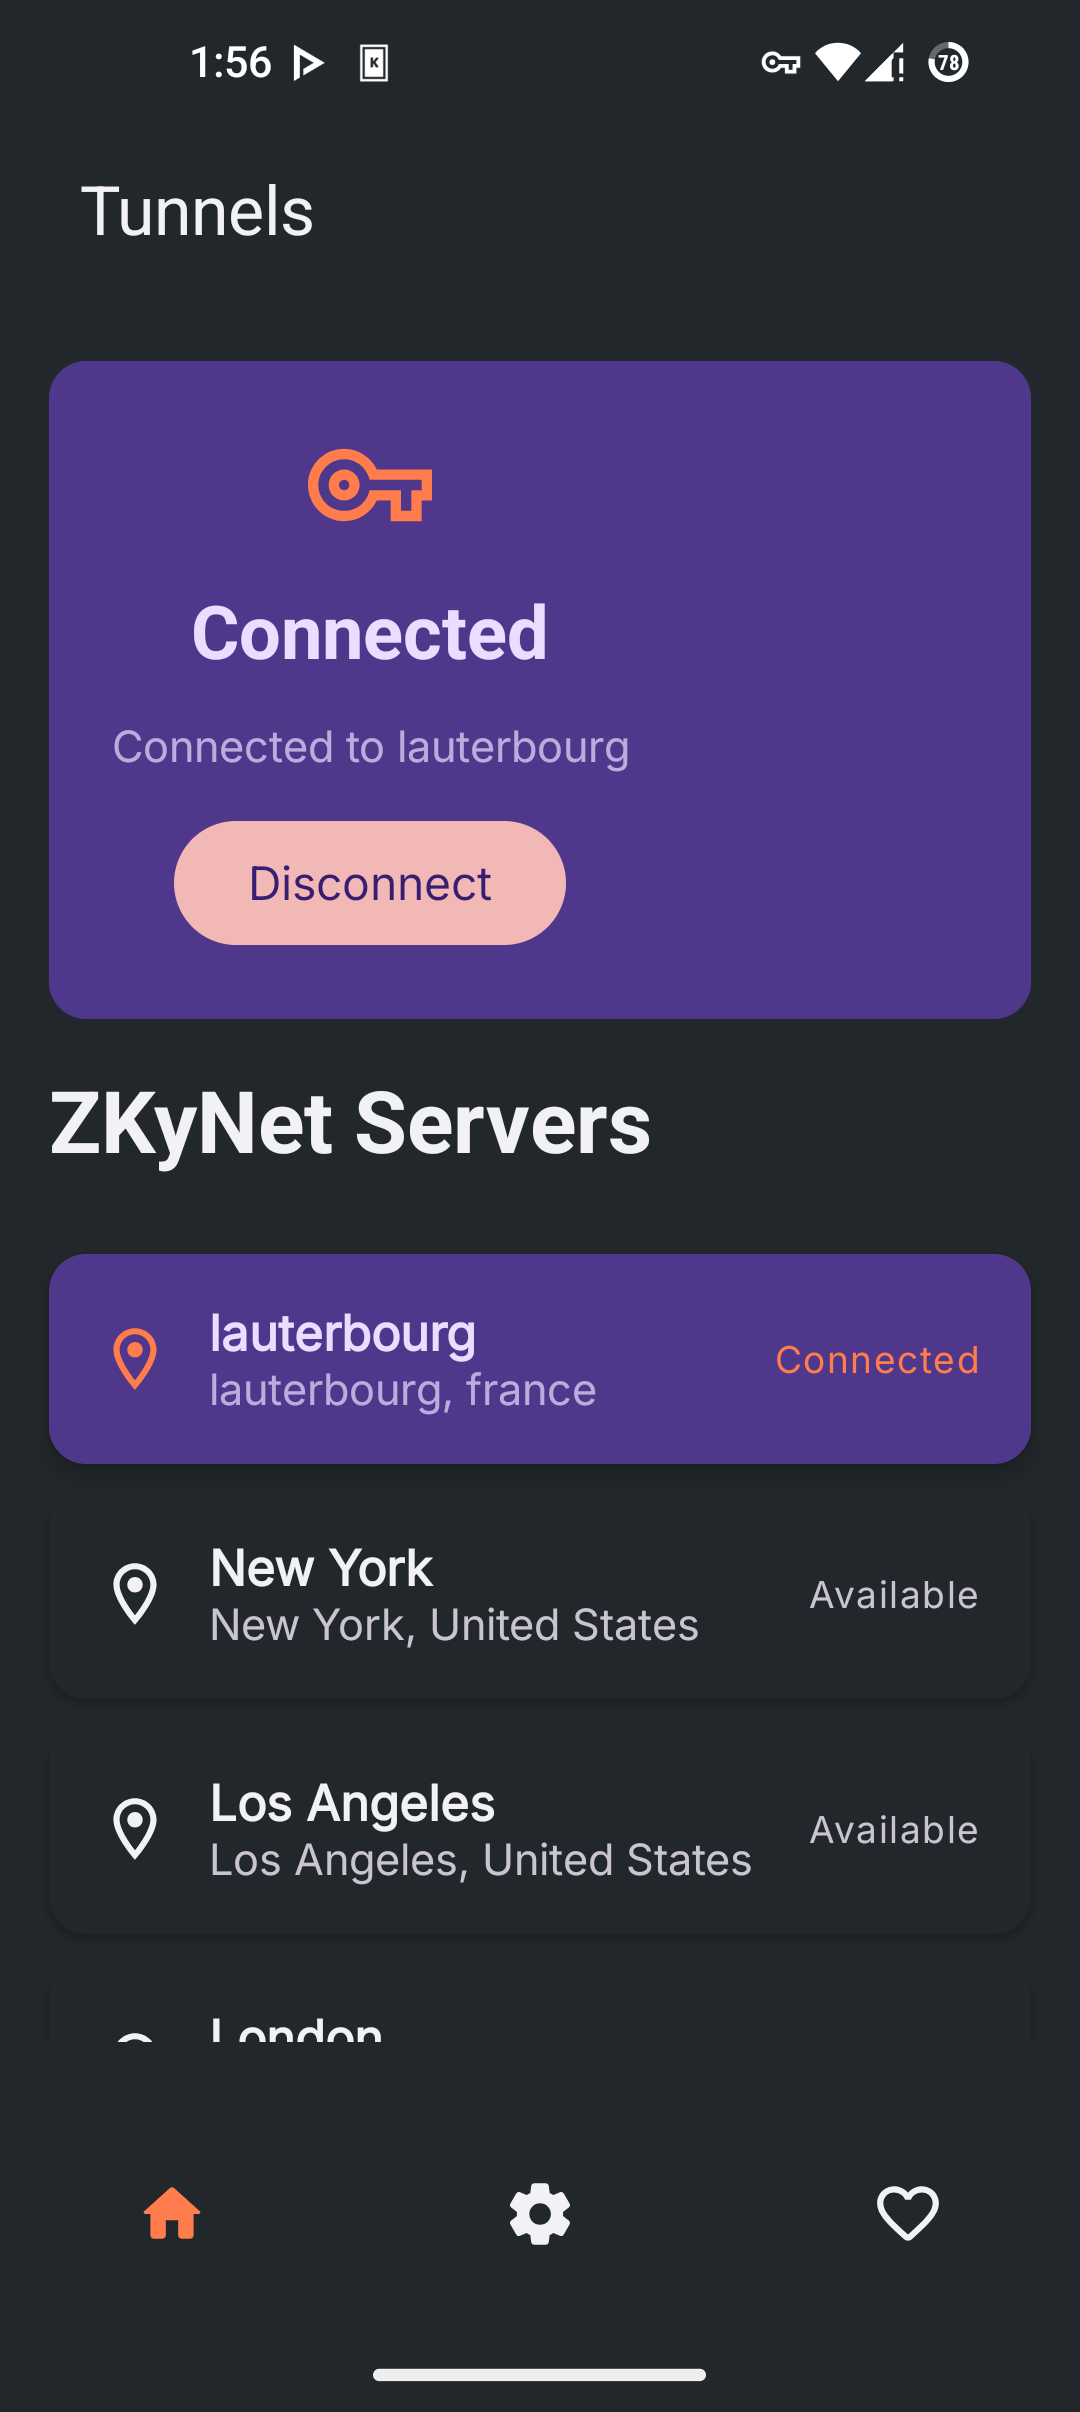 1:56
K
78
Tunnels
Connected
Connected to lauterbourg
Disconnect
ZKyNet Servers
lauterbourg
lauterbourg, france
Connected
New York
New York, United States
Available
Los Angeles
Los Angeles, United States
Available
London